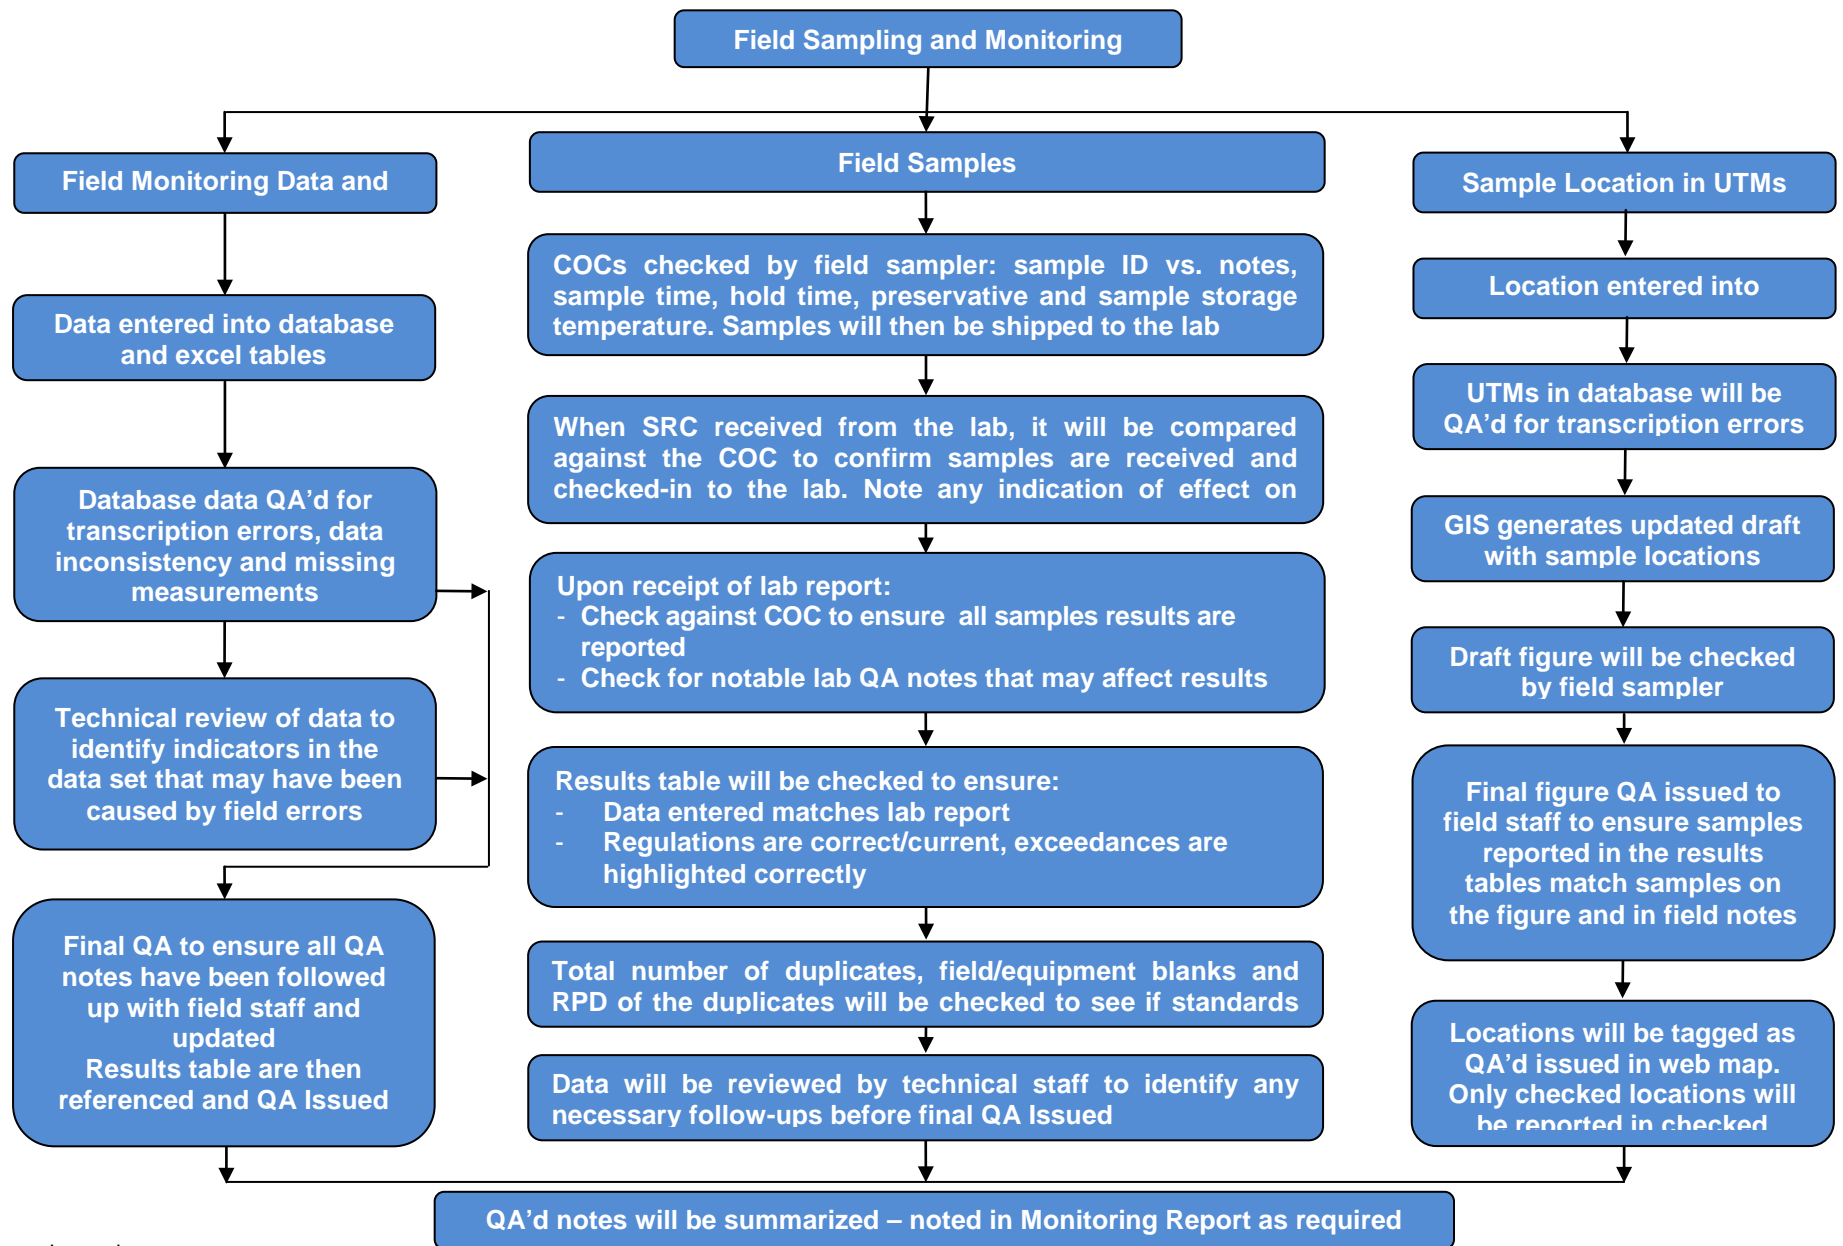 Field Sampling and Monitoring
Field Monitoring Data and
Data entered into database
and excel tables
Database data QA’d for
transcription errors, data
inconsistency and missing
measurements
Technical review of data to
identify indicators in the
data set that may have been
caused by field errors
Final QA to ensure all QA
notes have been followed
up with field staff and
updated
Results table are then
referenced and QA Issued
Field Samples
COCs checked by field sampler: sample ID vs. notes,
sample time, hold time, preservative and sample storage
temperature. Samples will then be shipped to the lab
When SRC received from the lab, it will be compared
against the COC to confirm samples are received and
checked-in to the lab. Note any indication of effect on
Upon receipt of lab report:
- Check against COC to ensure all samples results are
reported
- Check for notable lab QA notes that may affect results
Results table will be checked to ensure:
- Data entered matches lab report
- Regulations are correct/current, exceedances are
highlighted correctly
Total number of duplicates, field/equipment blanks and
RPD of the duplicates will be checked to see if standards
Data will be reviewed by technical staff to identify any
necessary follow-ups before final QA Issued
Sample Location in UTMs
Location entered into
UTMs in database will be
QA’d for transcription errors
GIS generates updated draft
with sample locations
Draft figure will be checked
by field sampler
Final figure QA issued to
field staff to ensure samples
reported in the results
tables match samples on
the figure and in field notes
Locations will be tagged as
QA’d issued in web map.
Only checked locations will
be reported in checked
QA’d notes will be summarized – noted in Monitoring Report as required